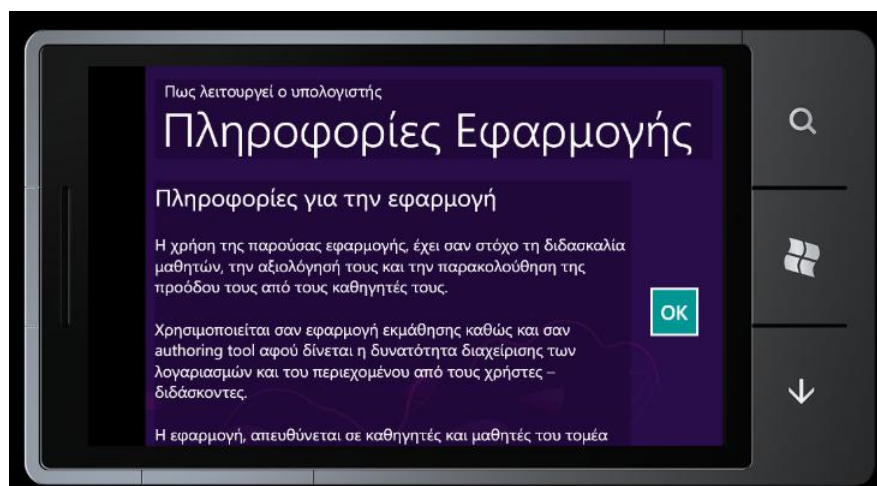 Πως λειτουργεί ο υπολογιστής
Πληροφορίες Εφαρμογής
Πληροφορίες για την εφαρμογή
Η χρήση της παρούσας εφαρμογής, έχει σαν στόχο τη διδασκαλία
μαθητών, την αξιολόγησή τους και την παρακολούθηση της
προόδου τους από τους καθηγητές τους.
OK
Χρησιμοποιείται σαν εφαρμογή εκμάθησης καθώς και σαν
authoring tool αφού δίνεται η δυνατότητα διαχείρισης των
λογαριασμών και του περιεχομένου από τους χρήστες –
διδάσκοντες.
Η εφαρμογή, απευθύνεται σε καθηγητές και μαθητές του τομέα